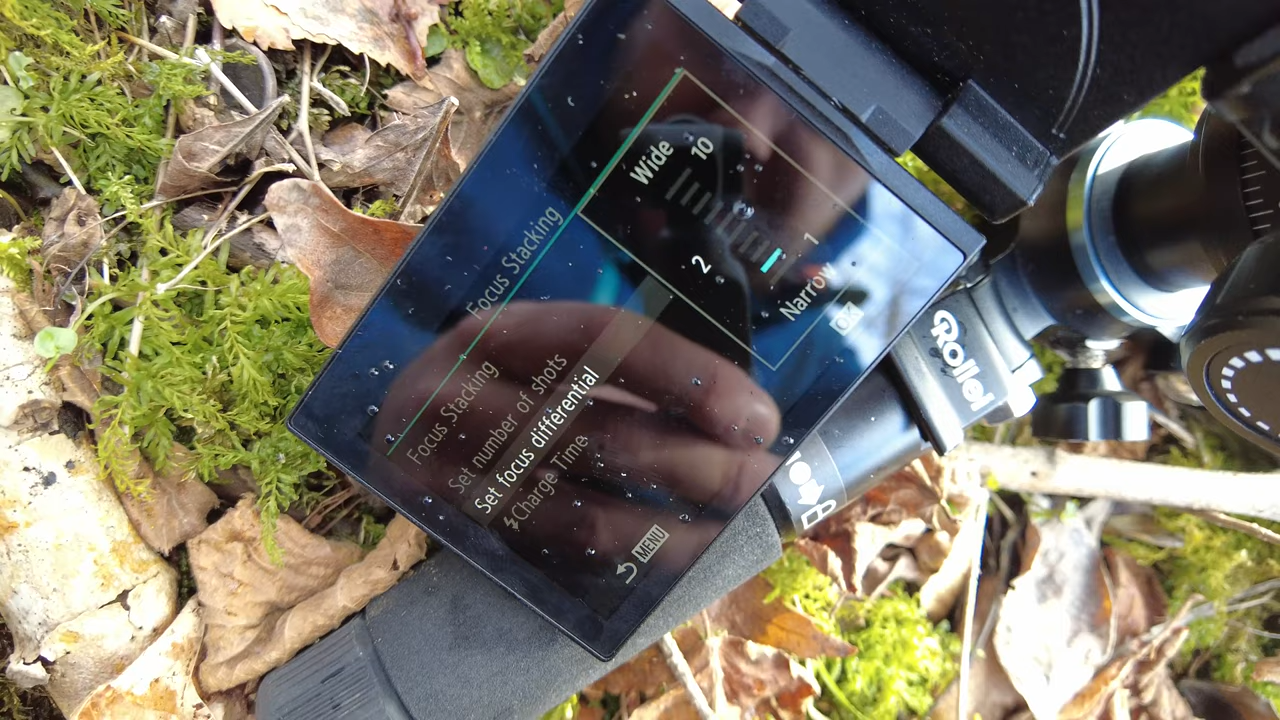 Focus Stacking
Focus Stacking
Set number of shots
Set focus differential
⚡Charge Time
Wide
10
2
1
Narrow
OK
MENU
Rollei